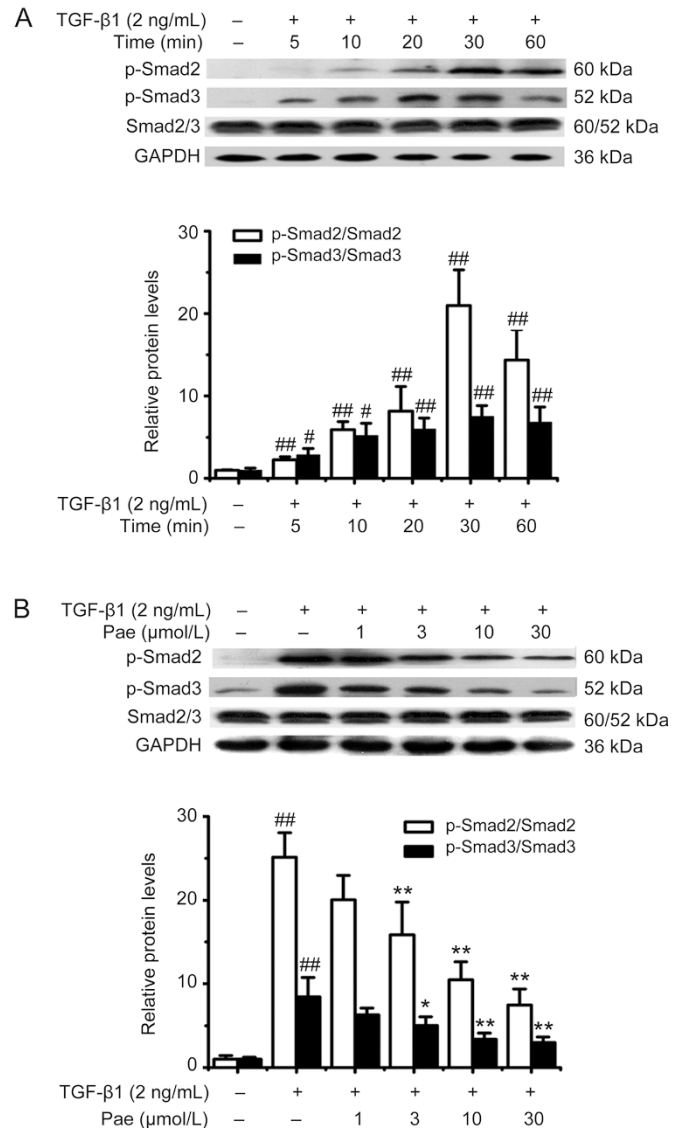 A
TGF-β1 (2 ng/mL) – + + + + +
Time (min) – 5 10 20 30 60
p-Smad2 60 kDa
p-Smad3 52 kDa
Smad2/3 60/52 kDa
GAPDH 36 kDa
30
p-Smad2/Smad2
p-Smad3/Smad3
##
##
20
Relative protein levels
##
10
## ##
## # ##
## #
0
TGF-β1 (2 ng/mL) – + + + + +
Time (min) – 5 10 20 30 60
B
TGF-β1 (2 ng/mL) – + + + + +
Pae (μmol/L) – – 1 3 10 30
p-Smad2 60 kDa
p-Smad3 52 kDa
Smad2/3 60/52 kDa
GAPDH 36 kDa
30
##
p-Smad2/Smad2
p-Smad3/Smad3
20
**
Relative protein levels
** **
##
10
* ** **
0
TGF-β1 (2 ng/mL) – + + + + +
Pae (μmol/L) – – 1 3 10 30